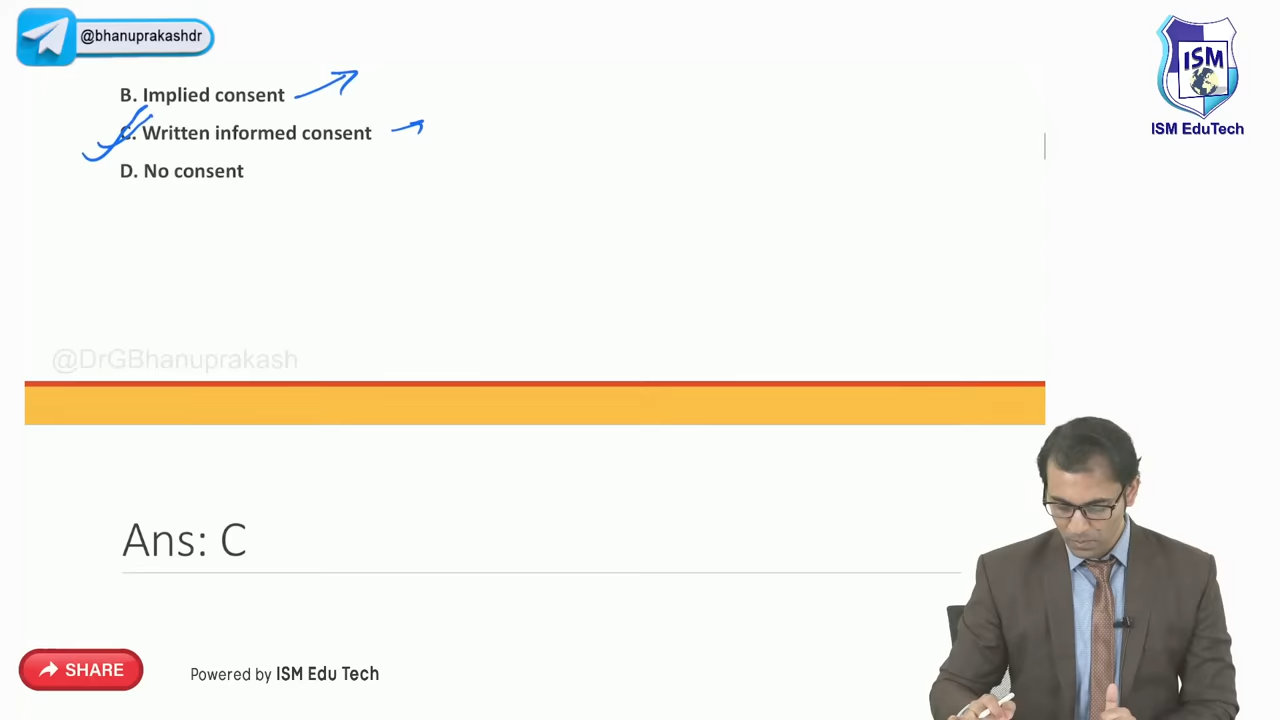 @bhanuprakashdr
ISM
ISM EduTech
B. Implied consent
C. Written informed consent
D. No consent
@DrGBhanuprakash
Ans: C
SHARE
Powered by ISM Edu Tech